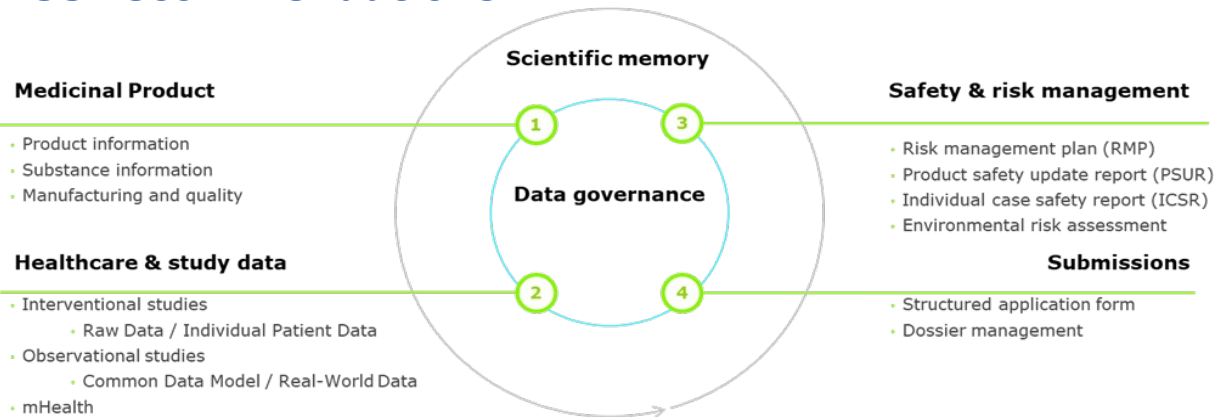 Scientific memory
Data governance
Medicinal Product
1
Product information
Substance information
Manufacturing and quality
Healthcare & study data
2
Interventional studies
Raw Data / Individual Patient Data
Observational studies
Common Data Model / Real-World Data
mHealth
Safety & risk management
3
Risk management plan (RMP)
Product safety update report (PSUR)
Individual case safety report (ICSR)
Environmental risk assessment
Submissions
4
Structured application form
Dossier management